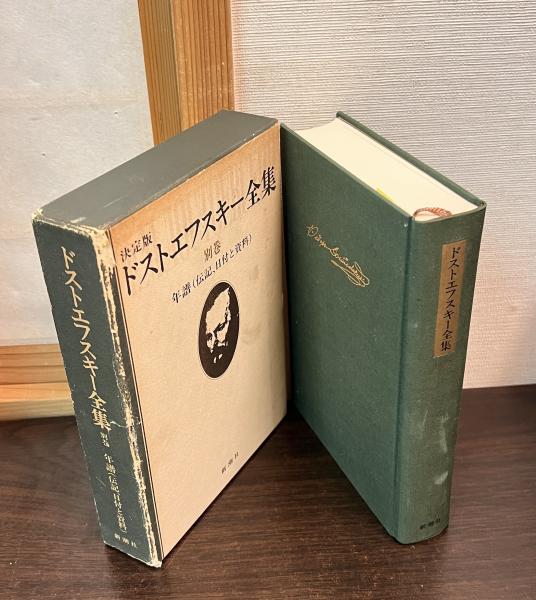 決定版
ドストエフスキー全集
別巻
年譜(伝記、日付と資料)
新潮社
ドストエフスキー全集
別巻
年譜(伝記、日付と資料)
新潮社
ドストエフスキー全集
新潮社